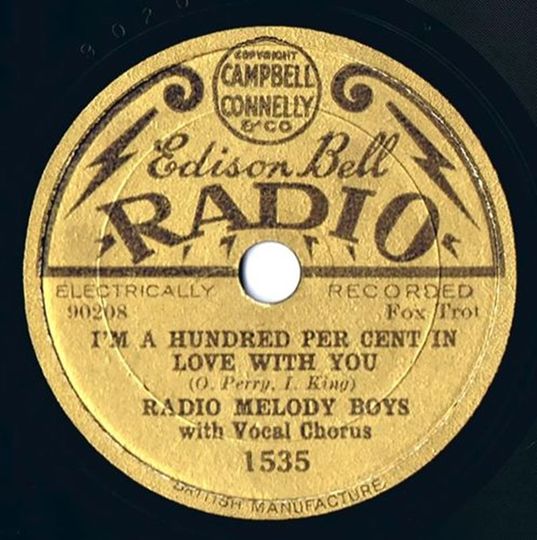 COPYRIGHT
CAMPBELL
CONNELLY
& CO
Edison Bell
RADIO
ELECTRICALLY RECORDED
90208 Fox Trot
I'M A HUNDRED PER CENT IN
LOVE WITH YOU
(O. Perry, I. King)
RADIO MELODY BOYS
with Vocal Chorus
1535
BRITISH MANUFACTURE